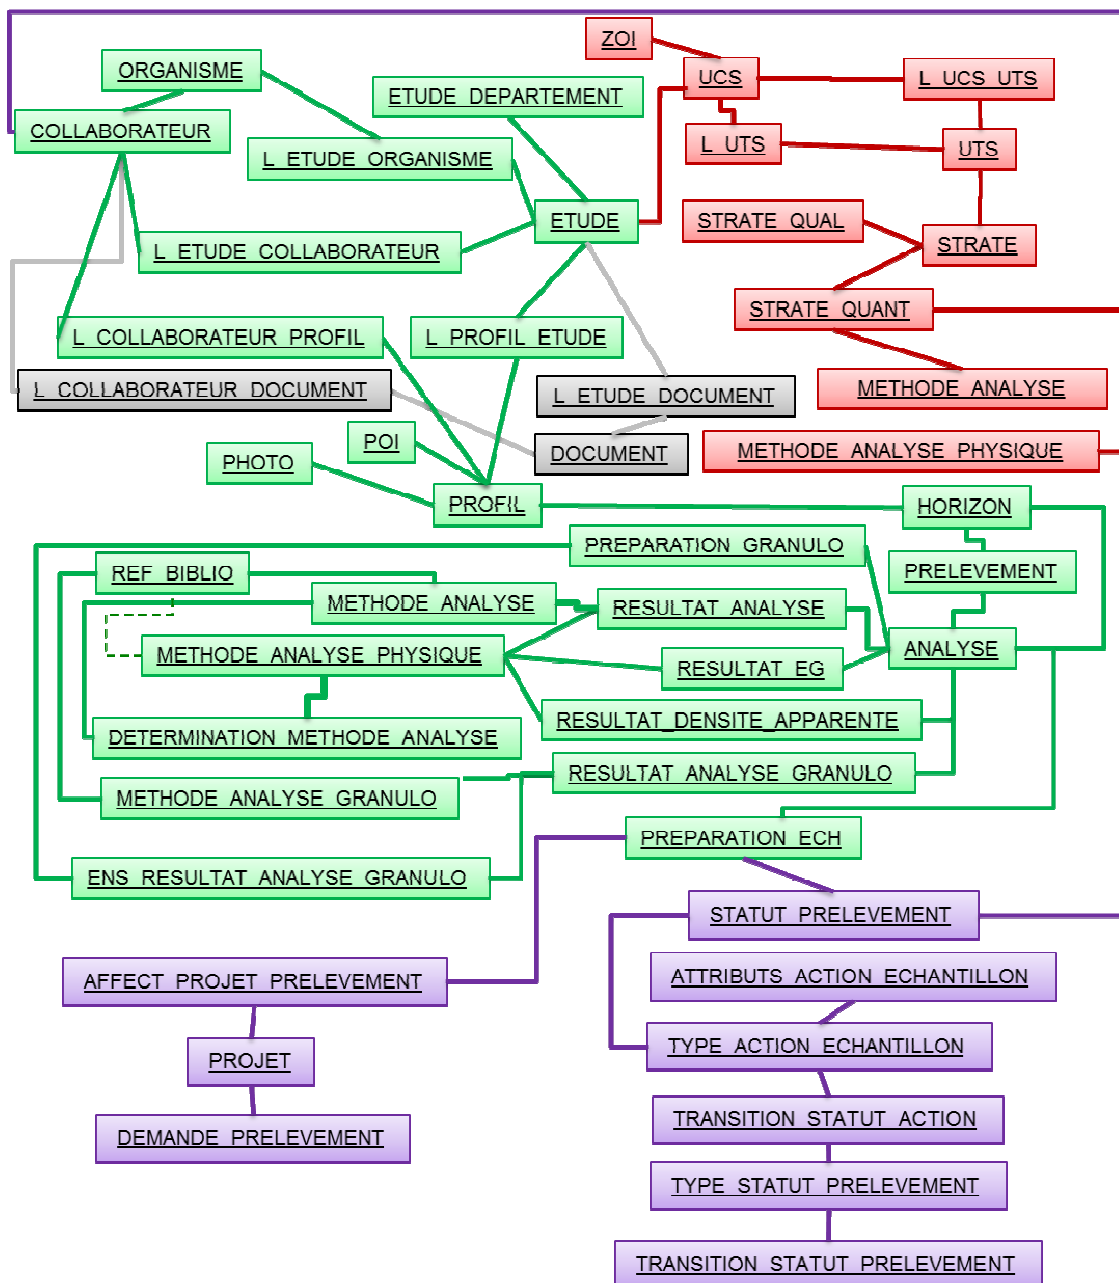 ZOI
ORGANISME
UCS
L_UCS_UTS
ETUDE_DEPARTEMENT
COLLABORATEUR
L_ETUDE_ORGANISME
L_UTS
UTS
ETUDE
STRATE_QUAL
L_ETUDE_COLLABORATEUR
STRATE
STRATE_QUANT
L_COLLABORATEUR_PROFIL
L_PROFIL_ETUDE
L_COLLABORATEUR_DOCUMENT
L_ETUDE_DOCUMENT
METHODE_ANALYSE
POI
DOCUMENT
METHODE_ANALYSE_PHYSIQUE
PHOTO
PROFIL
HORIZON
PREPARATION_GRANULO
REF_BIBLIO
PRELEVEMENT
METHODE_ANALYSE
RESULTAT_ANALYSE
METHODE_ANALYSE_PHYSIQUE
RESULTAT_EG
ANALYSE
DETERMINATION_METHODE_ANALYSE
RESULTAT_DENSITE_APPARENTE
METHODE_ANALYSE_GRANULO
RESULTAT_ANALYSE_GRANULO
PREPARATION_ECH
ENS_RESULTAT_ANALYSE_GRANULO
STATUT_PRELEVEMENT
AFFECT_PROJET_PRELEVEMENT
ATTRIBUTS_ACTION_ECHANTILLON
PROJET
TYPE_ACTION_ECHANTILLON
DEMANDE_PRELEVEMENT
TRANSITION_STATUT_ACTION
TYPE_STATUT_PRELEVEMENT
TRANSITION_STATUT_PRELEVEMENT